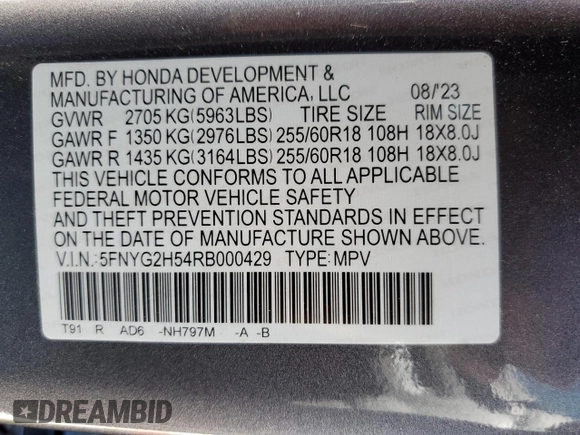 MFD. BY HONDA DEVELOPMENT &
MANUFACTURING OF AMERICA, LLC 08/'23
GVWR 2705 KG(5963LBS) TIRE SIZE RIM SIZE
GAWR F 1350 KG(2976LBS) 255/60R18 108H 18X8.0J
GAWR R 1435 KG(3164LBS) 255/60R18 108H 18X8.0J
THIS VEHICLE CONFORMS TO ALL APPLICABLE
FEDERAL MOTOR VEHICLE SAFETY
AND THEFT PREVENTION STANDARDS IN EFFECT
ON THE DATE OF MANUFACTURE SHOWN ABOVE.
V.I.N.:5FNYG2H54RB000429 TYPE:MPV
T91 R AD6 -NH797M -A -B
DREAMBID